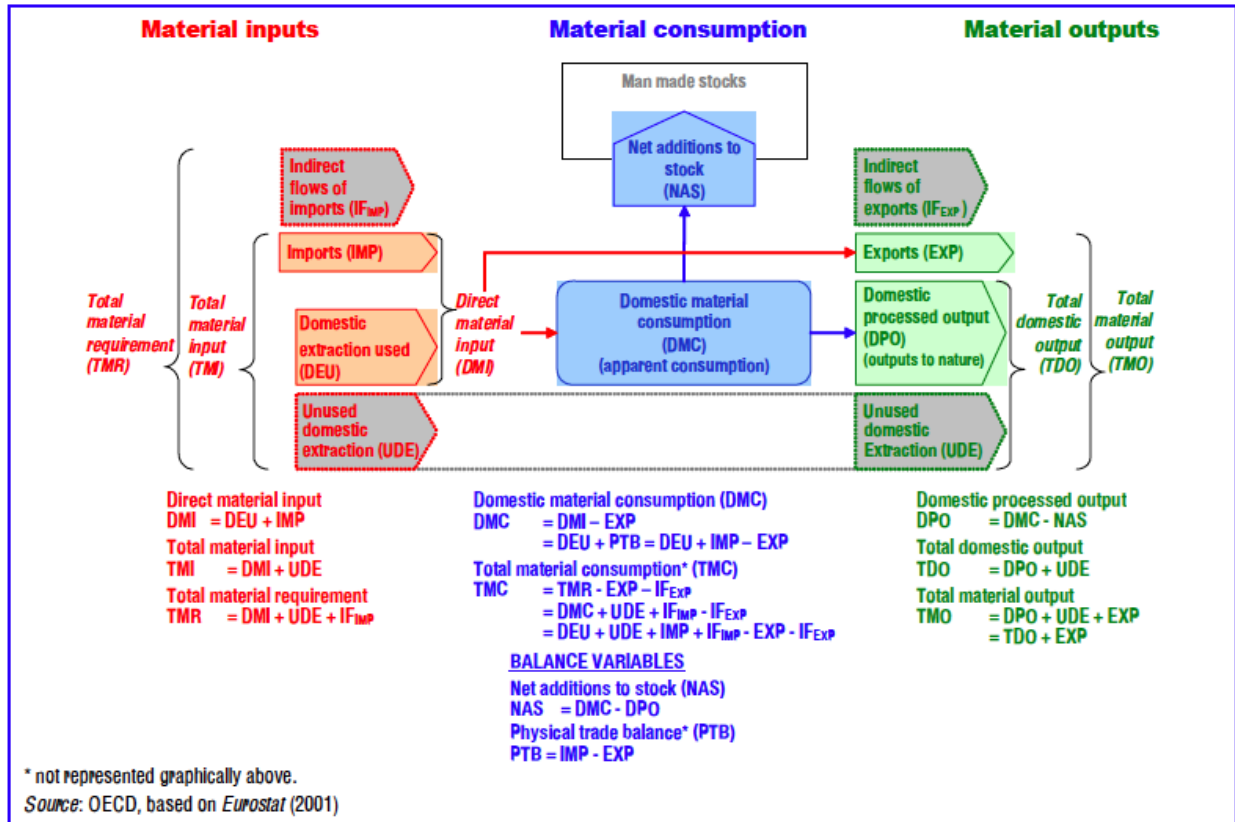 Material inputs
Material consumption
Material outputs
Man made stocks
Net additions to
stock
(NAS)
Indirect
flows of
imports (IFIMP)
Indirect
flows of
exports (IFEXP)
Imports (IMP)
Exports (EXP)
Total
material
requirement
(TMR)
Total
material
input
(TMI)
Domestic
extraction used
(DEU)
Direct
material
input
(DMI)
Domestic material
consumption
(DMC)
(apparent consumption)
Domestic
processed output
(DPO)
(outputs to nature)
Total
domestic
output
(TDO)
Total
material
output
(TMO)
Unused
domestic
extraction (UDE)
Unused
domestic
Extraction (UDE)
Direct material input
DMI = DEU + IMP
Total material input
TMI = DMI + UDE
Total material requirement
TMR = DMI + UDE + IFIMP
Domestic material consumption (DMC)
DMC = DMI – EXP
= DEU + PTB = DEU + IMP – EXP
Total material consumption* (TMC)
TMC = TMR - EXP – IFEXP
= DMC + UDE + IFIMP - IFEXP
= DEU + UDE + IMP + IFIMP - EXP - IFEXP
BALANCE VARIABLES
Net additions to stock (NAS)
NAS = DMC - DPO
Physical trade balance* (PTB)
PTB = IMP - EXP
Domestic processed output
DPO = DMC - NAS
Total domestic output
TDO = DPO + UDE
Total material output
TMO = DPO + UDE + EXP
= TDO + EXP
* not represented graphically above.
Source: OECD, based on Eurostat (2001)